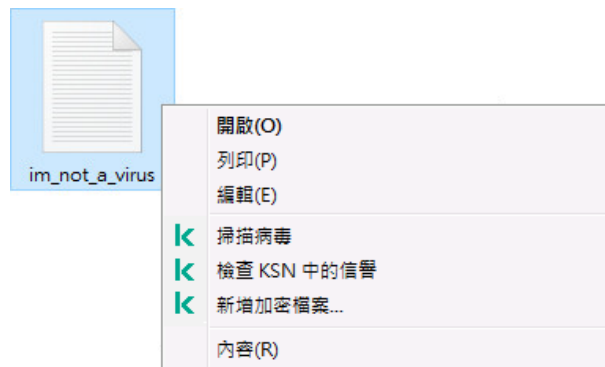 im_not_a_virus
開啟(O)
列印(P)
編輯(E)
掃描病毒
檢查 KSN 中的信譽
新增加密檔案...
內容(R)